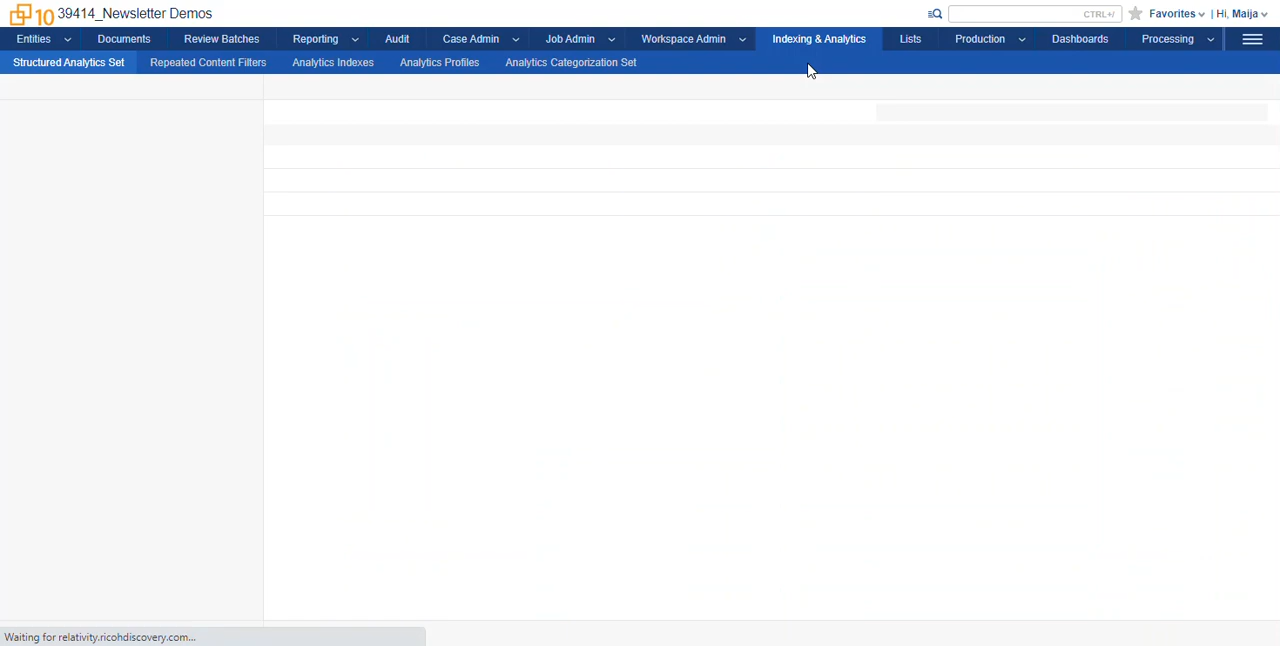 10 39414_Newsletter Demos CTRL+/ Favorites | Hi, Maija
Entities Documents Review Batches Reporting Audit Case Admin Job Admin Workspace Admin Indexing & Analytics Lists Production Dashboards Processing
Structured Analytics Set Repeated Content Filters Analytics Indexes Analytics Profiles Analytics Categorization Set
Waiting for relativity.ricohdiscovery.com...